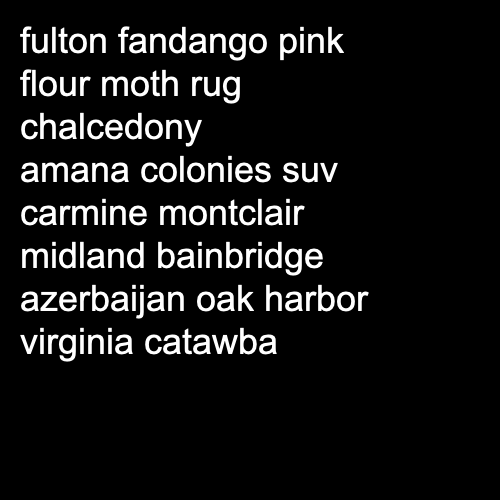 fulton fandango pink
flour moth rug
chalcedony
amana colonies suv
carmine montclair
midland bainbridge
azerbaijan oak harbor
virginia catawba